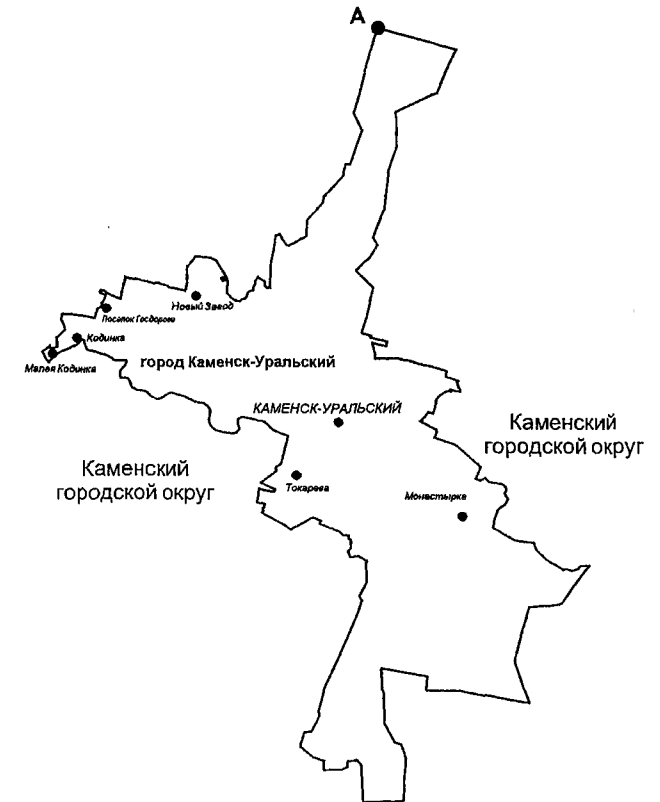 А
Новый Завод
Поселок Госдороги
Кодинка
Малая Кодинка
город Каменск-Уральский
КАМЕНСК-УРАЛЬСКИЙ
Каменский
городской округ
Каменский
городской округ
Токарева
Монастырка